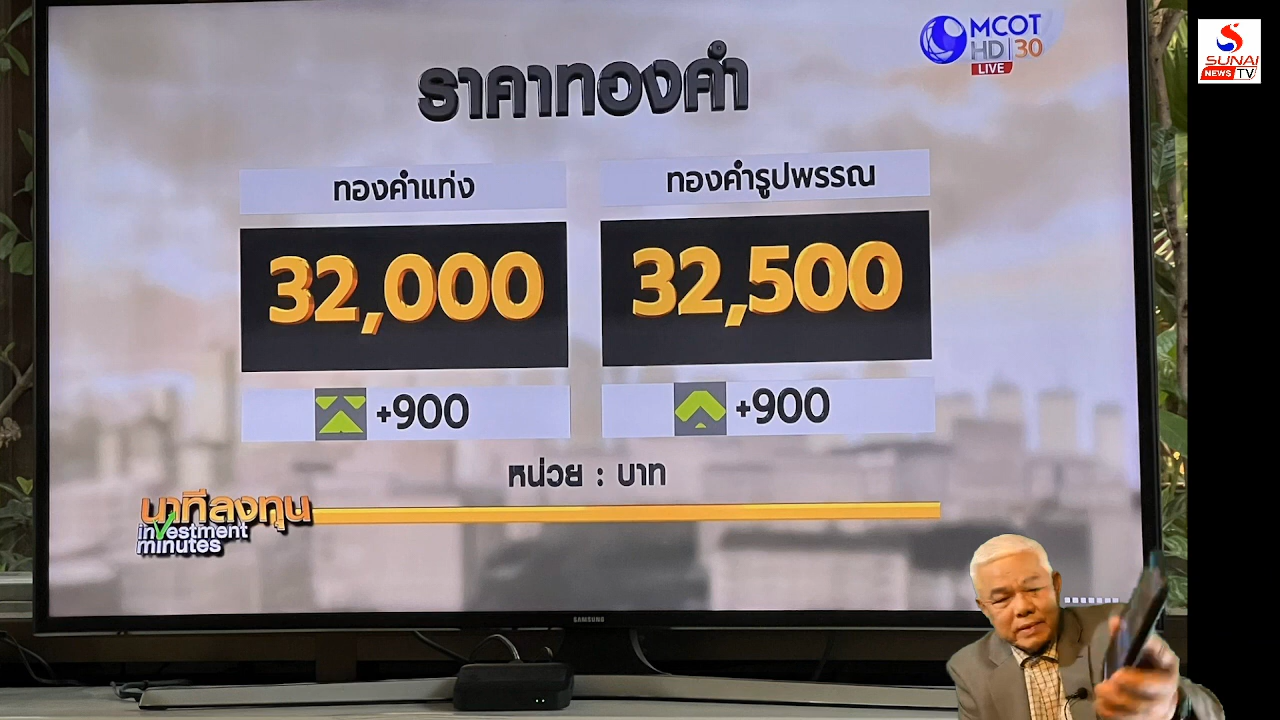 MCOT
HD 30
LIVE
SUNAI
NEWS TV
ราคาทองคำ
ทองคำแท่ง
ทองคำรูปพรรณ
32,000
32,500
+900
+900
หน่วย : บาท
นาทีลงทุน
investment
minutes
SAMSUNG